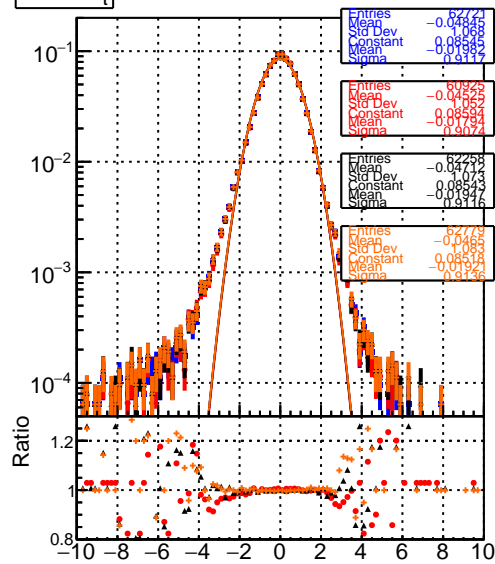 t
Entries 62721
Mean −0.04845
Std Dev 1.068
Constant 0.08545
Mean −0.01982
Sigma 0.9117
Entries 60925
Mean −0.04525
Std Dev 1.052
Constant 0.08594
Mean −0.01794
Sigma 0.9074
Entries 62258
Mean −0.04712
Std Dev 1.073
Constant 0.08543
Mean −0.01947
Sigma 0.9116
Entries 62779
Mean −0.0465
Std Dev 1.083
Constant 0.08518
Mean −0.01921
Sigma 0.9136
10⁻¹
10⁻²
10⁻³
10⁻⁴
Ratio
1.2
1
0.8
−10 −8 −6 −4 −2 0 2 4 6 8 10